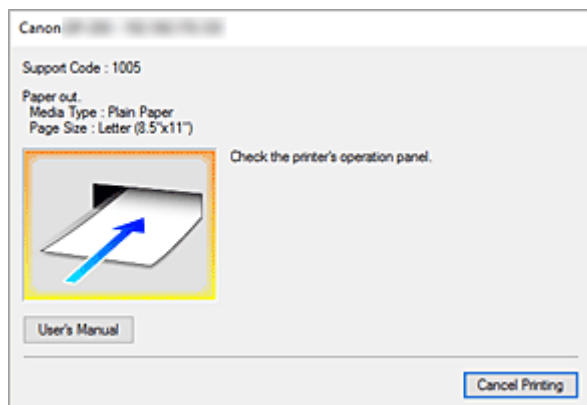 Canon
Support Code : 1005
Paper out.
Media Type : Plain Paper
Page Size : Letter (8.5"x11")
Check the printer's operation panel.
User's Manual
Cancel Printing